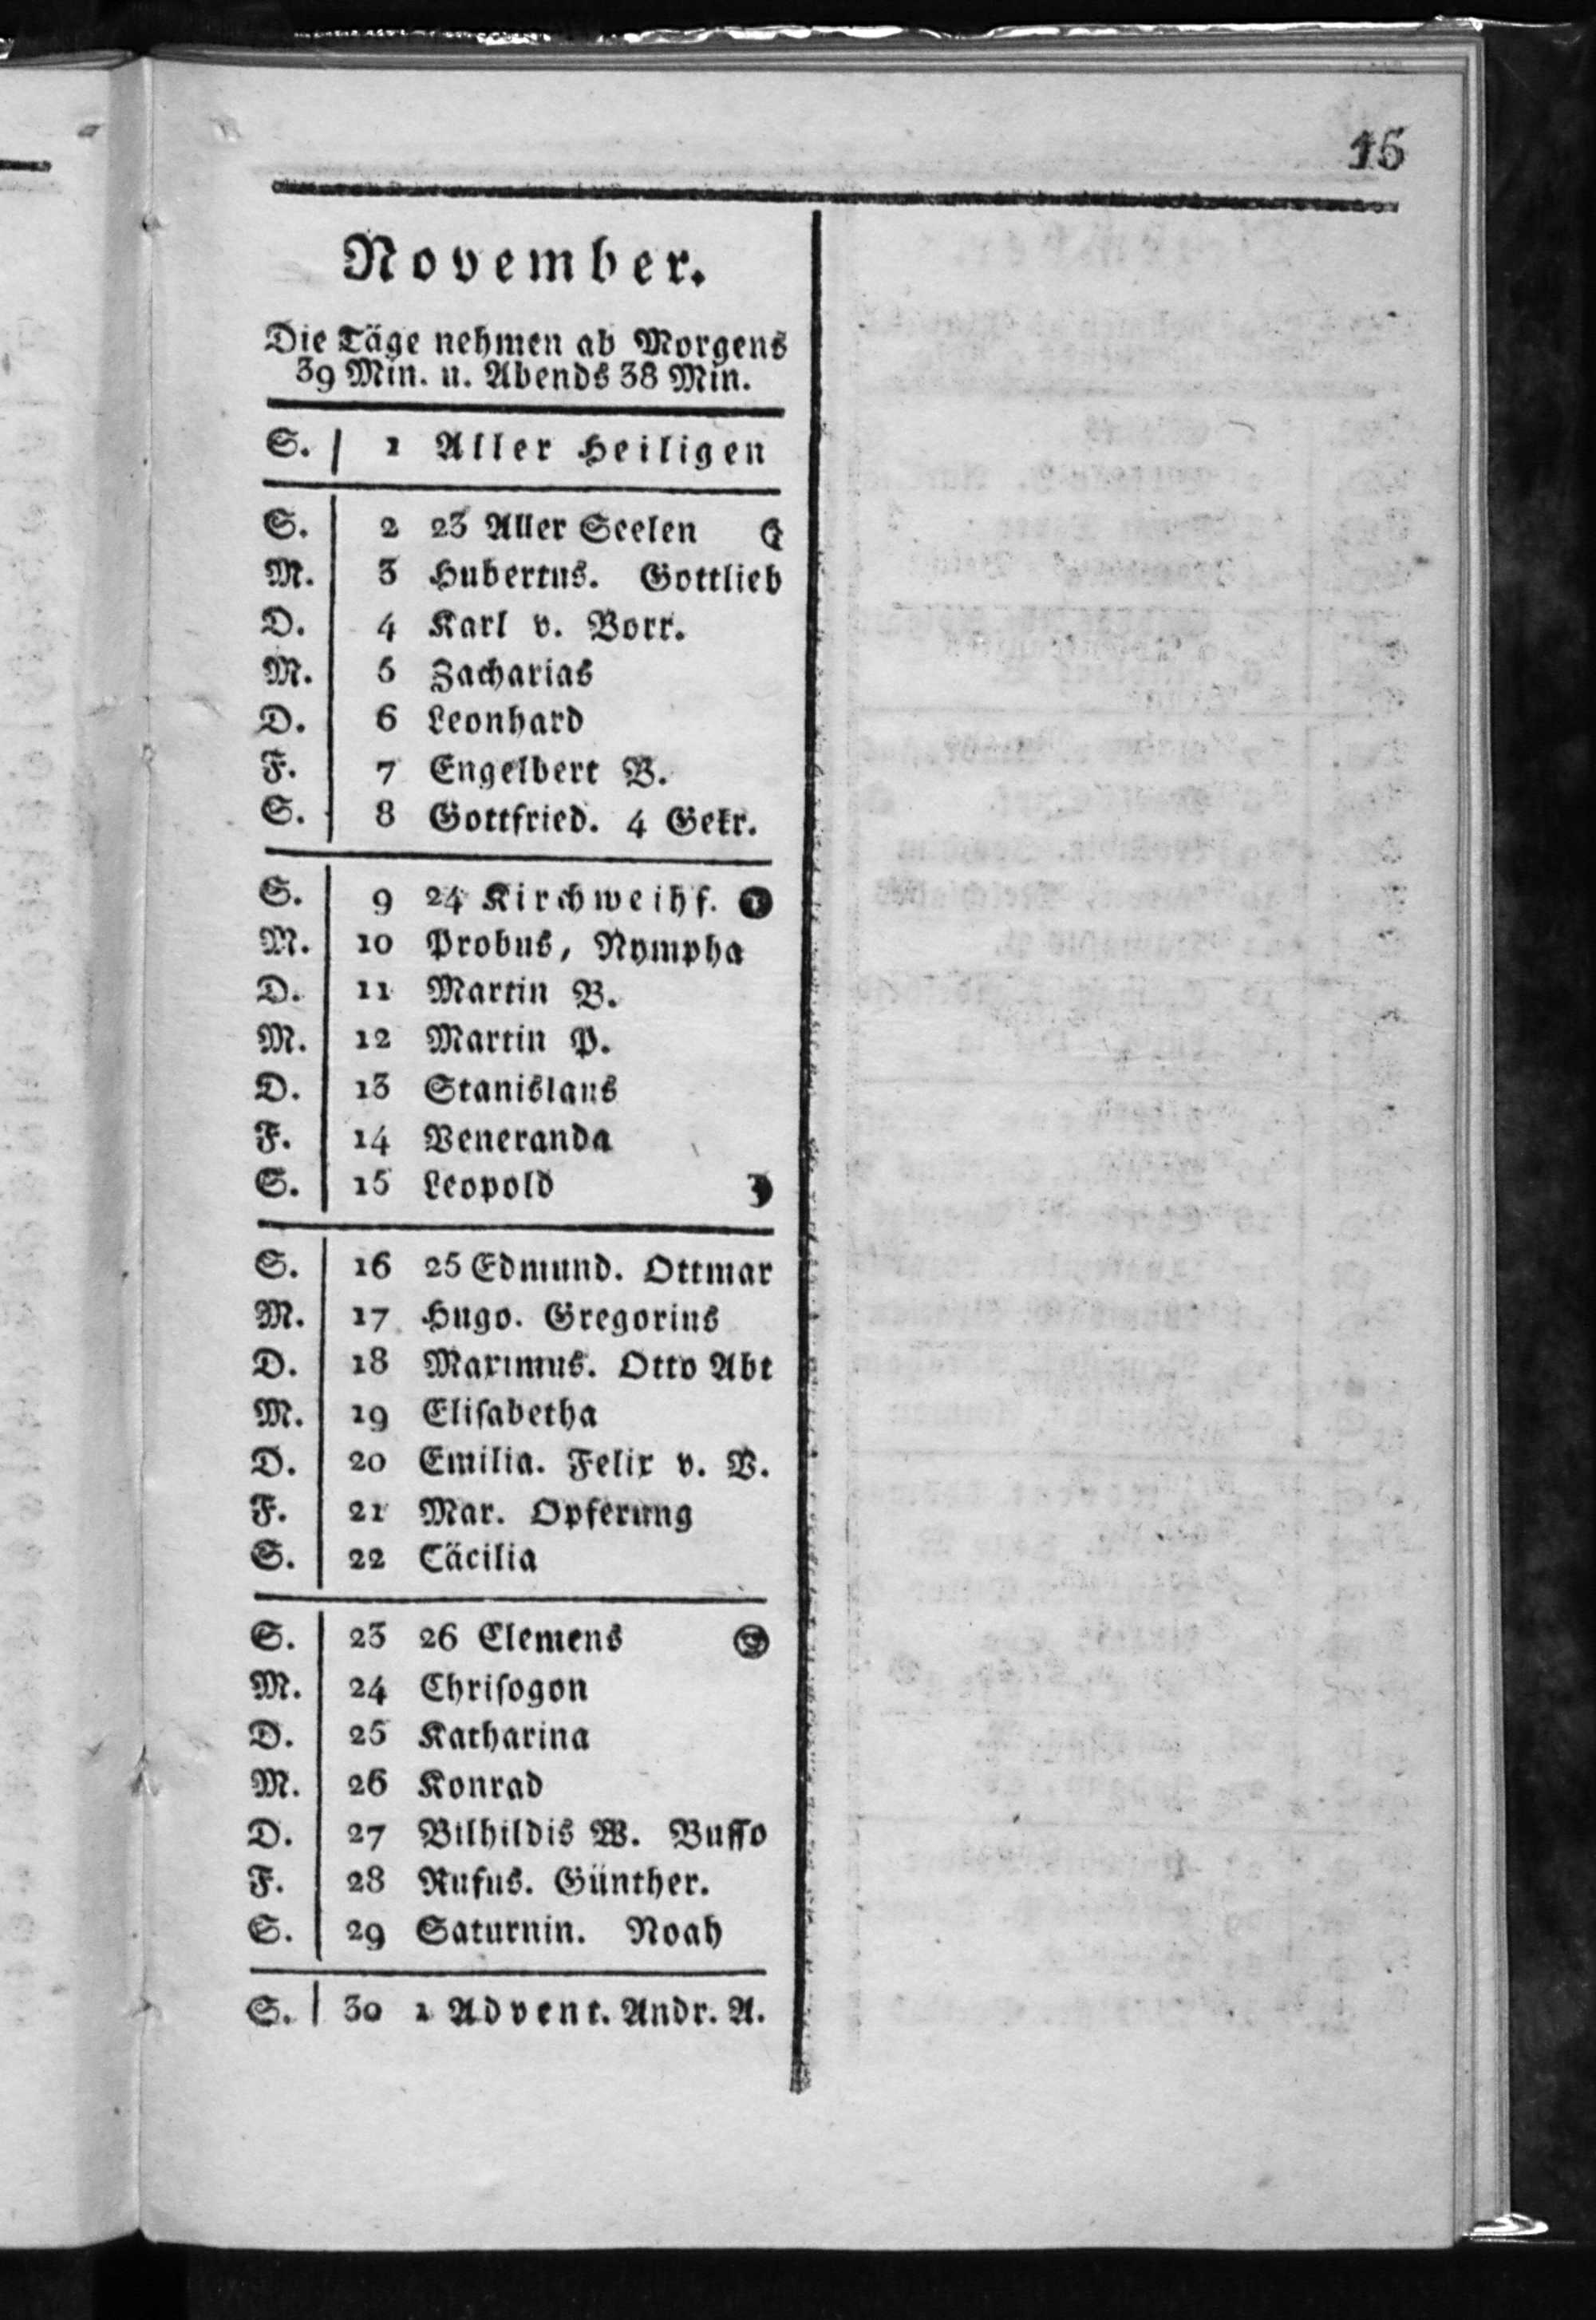 15
November.
Die Täge nehmen ab Morgens
39 Min. u. Abends 38 Min.
S. 1 Aller Heiligen
S. 2 23 Aller Seelen ☾
M. 3 Hubertus. Gottlieb
D. 4 Karl v. Borr.
M. 5 Zacharias
D. 6 Leonhard
F. 7 Engelbert B.
S. 8 Gottfried. 4 Gekr.
S. 9 24 Kirchweihf. ●
M. 10 Probus, Nympha
D. 11 Martin B.
M. 12 Martin P.
D. 13 Stanislaus
F. 14 Veneranda
S. 15 Leopold ☽
S. 16 25 Edmund. Ottmar
M. 17 Hugo. Gregorius
D. 18 Maximus. Otto Abt
M. 19 Elisabetha
D. 20 Emilia. Felix v. V.
F. 21 Mar. Opferung
S. 22 Cäcilia
S. 23 26 Clemens ☺
M. 24 Chrisogon
D. 25 Katharina
M. 26 Konrad
D. 27 Bilhildis W. Busso
F. 28 Rufus. Günther.
S. 29 Saturnin. Noah
S. 30 1 Advent. Andr. A.